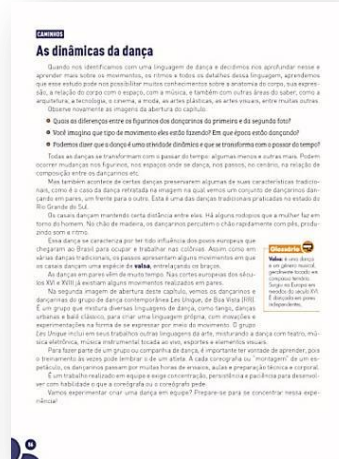 CAMINHOS
As dinâmicas da dança
Quando nos identificamos com uma linguagem de dança e decidimos nos aprofundar nesse e
aprender mais sobre os movimentos, os ritmos e todos os detalhes dessa linguagem, aprendemos
que esse estudo pode nos possibilitar muitos conhecimentos sobre a anatomia do corpo, sua expres-
são, a relação do corpo com o espaço, com a música, e também com outras áreas do saber, como a
arquitetura, a tecnologia, o cinema, a moda, as artes plásticas, as artes visuais, entre muitas outras.
Observe novamente as imagens da abertura do capítulo.
Quais as diferenças entre os figurinos dos dançarinos da primeira e da segunda foto?
Você imagina que tipo de movimento eles estão fazendo? Em que época estão dançando?
Podemos dizer que a dança é uma atividade dinâmica e que se transforma com o passar do tempo?
Todas as danças se transformam com o passar do tempo: algumas menos e outras mais. Podem
ocorrer mudanças nos figurinos, nos espaços onde se dança, nos passos, no cenário, na relação de
composição entre os dançarinos etc.
Mas também acontece de certas danças preservarem algumas de suas características tradicio-
nais, como é o caso da dança retratada na imagem na qual vemos um conjunto de dançarinos dan-
çando em pares, um frente para o outro. Esta é uma das danças tradicionais praticadas no estado do
Rio Grande do Sul.
Os casais dançam mantendo certa distância entre eles. Há alguns rodopios que a mulher faz em
torno do homem. No chão de madeira, os dançarinos percutem o chão rapidamente com pés, produ-
zindo som e ritmo.
Essa dança se caracteriza por ter tido influência dos povos europeus que
chegaram ao Brasil para ocupar e trabalhar nas colônias. Assim como em
várias danças tradicionais, os passos apresentam alguns movimentos em que
os casais dançam uma espécie de valsa, entrelaçando os braços.
As danças em pares vêm de muito tempo. Nas cortes europeias dos sécu-
los XVI e XVIII já existiam alguns movimentos realizados em pares.
Na segunda imagem de abertura deste capítulo, vemos os dançarinos e
dançarinas do grupo de dança contemporânea Les Unique, de Boa Vista (RR).
É um grupo que mistura diversas linguagens de dança, como tango, danças
urbanas e balé clássico, para criar uma linguagem própria, com inovações e
experimentações na forma de se expressar por meio do movimento. O grupo
Les Unique inclui em seus trabalhos outras linguagens da arte, misturando a dança com teatro, mú-
sica eletrônica, música instrumental tocada ao vivo, esportes e elementos visuais.
Para fazer parte de um grupo ou companhia de dança, é importante ter vontade de aprender, pois
o treinamento às vezes pode lembrar o de um atleta. A cada coreografia ou "montagem" de um es-
petáculo, os dançarinos passam por muitas horas de ensaios, aulas e preparação técnica e corporal.
É um trabalho realizado em equipe e exige concentração, persistência e paciência para desenvol-
ver com habilidade o que a coreógrafa ou o coreógrafo pede.
Vamos experimentar criar uma dança em equipe? Prepare-se para se concentrar nessa expe-
riência!
Glossário
Valsa: é uma dança
e um gênero musical,
geralmente tocado em
compasso ternário.
Surgiu na Europa em
meados do século XVI.
É dançada em pares
independentes.